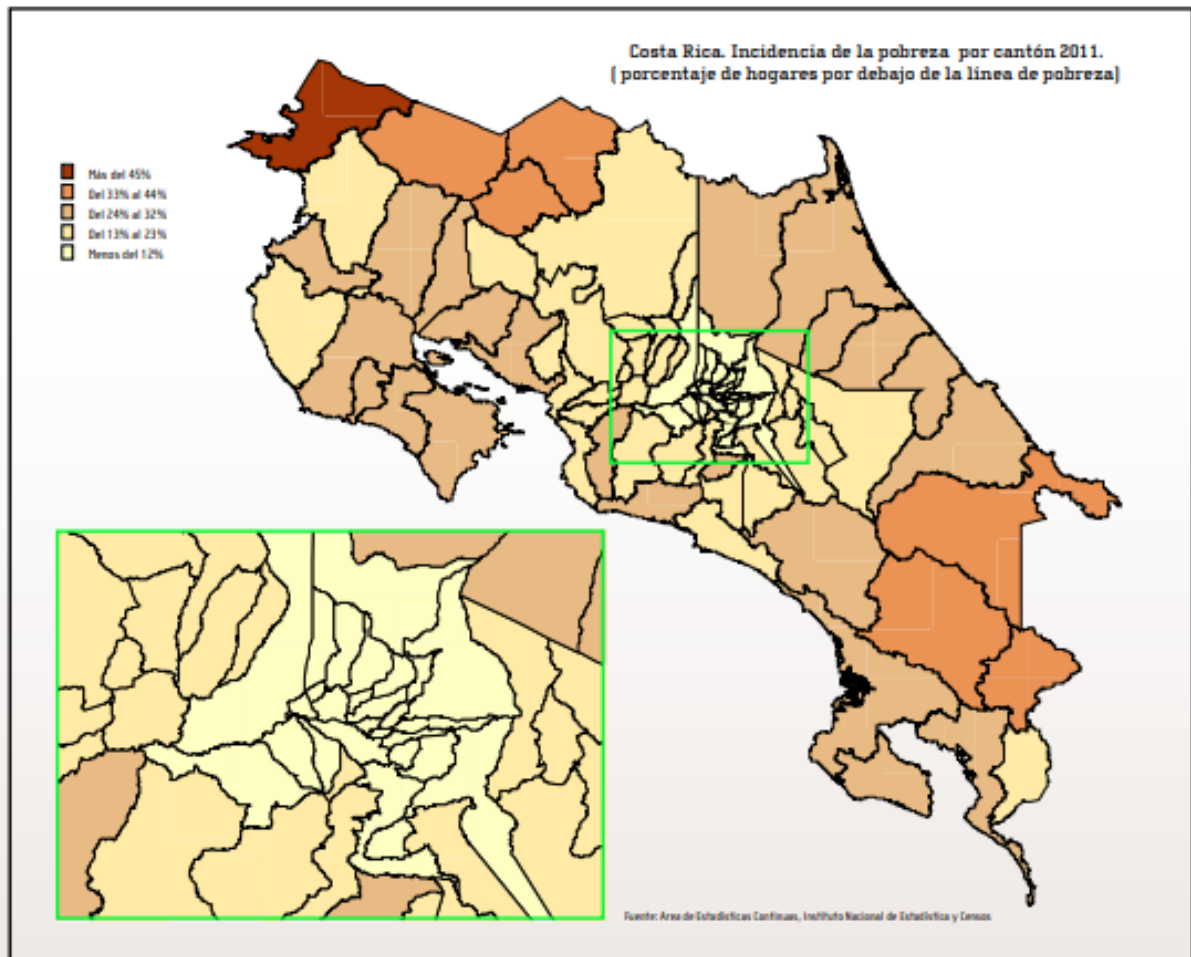 Costa Rica. Incidencia de la pobreza por cantón 2011.
( porcentaje de hogares por debajo de la línea de pobreza)
Más del 45%
Del 33% al 44%
Del 24% al 32%
Del 13% al 23%
Menos del 12%
Fuente: Area de Estadísticas Continuas, Instituto Nacional de Estadística y Censos